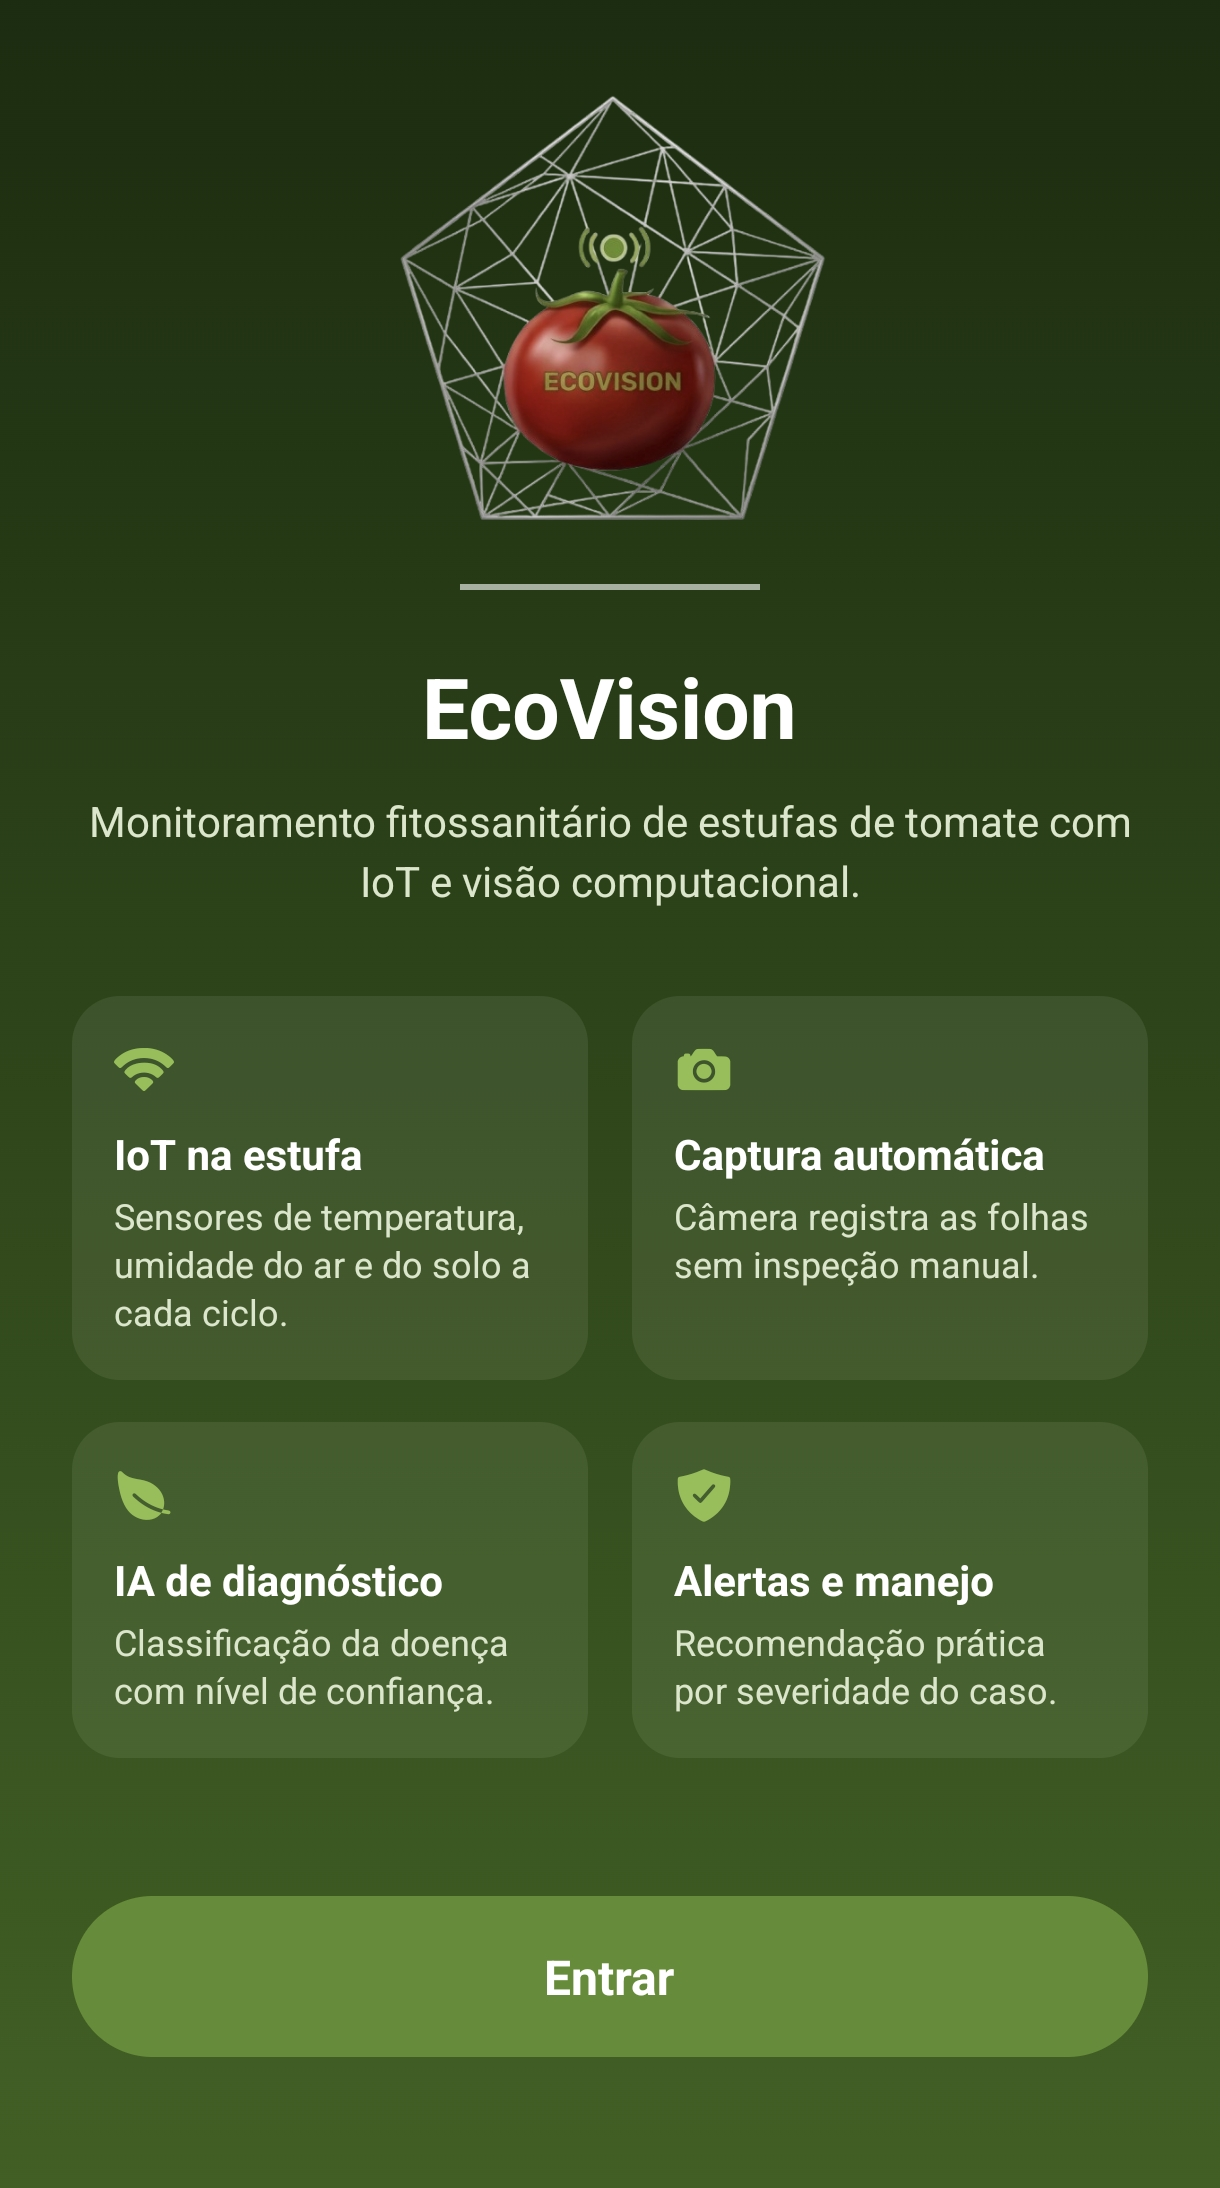 ECOVISION
EcoVision
Monitoramento fitossanitário de estufas de tomate com
IoT e visão computacional.
IoT na estufa
Sensores de temperatura,
umidade do ar e do solo a
cada ciclo.
Captura automática
Câmera registra as folhas
sem inspeção manual.
IA de diagnóstico
Classificação da doença
com nível de confiança.
Alertas e manejo
Recomendação prática
por severidade do caso.
Entrar